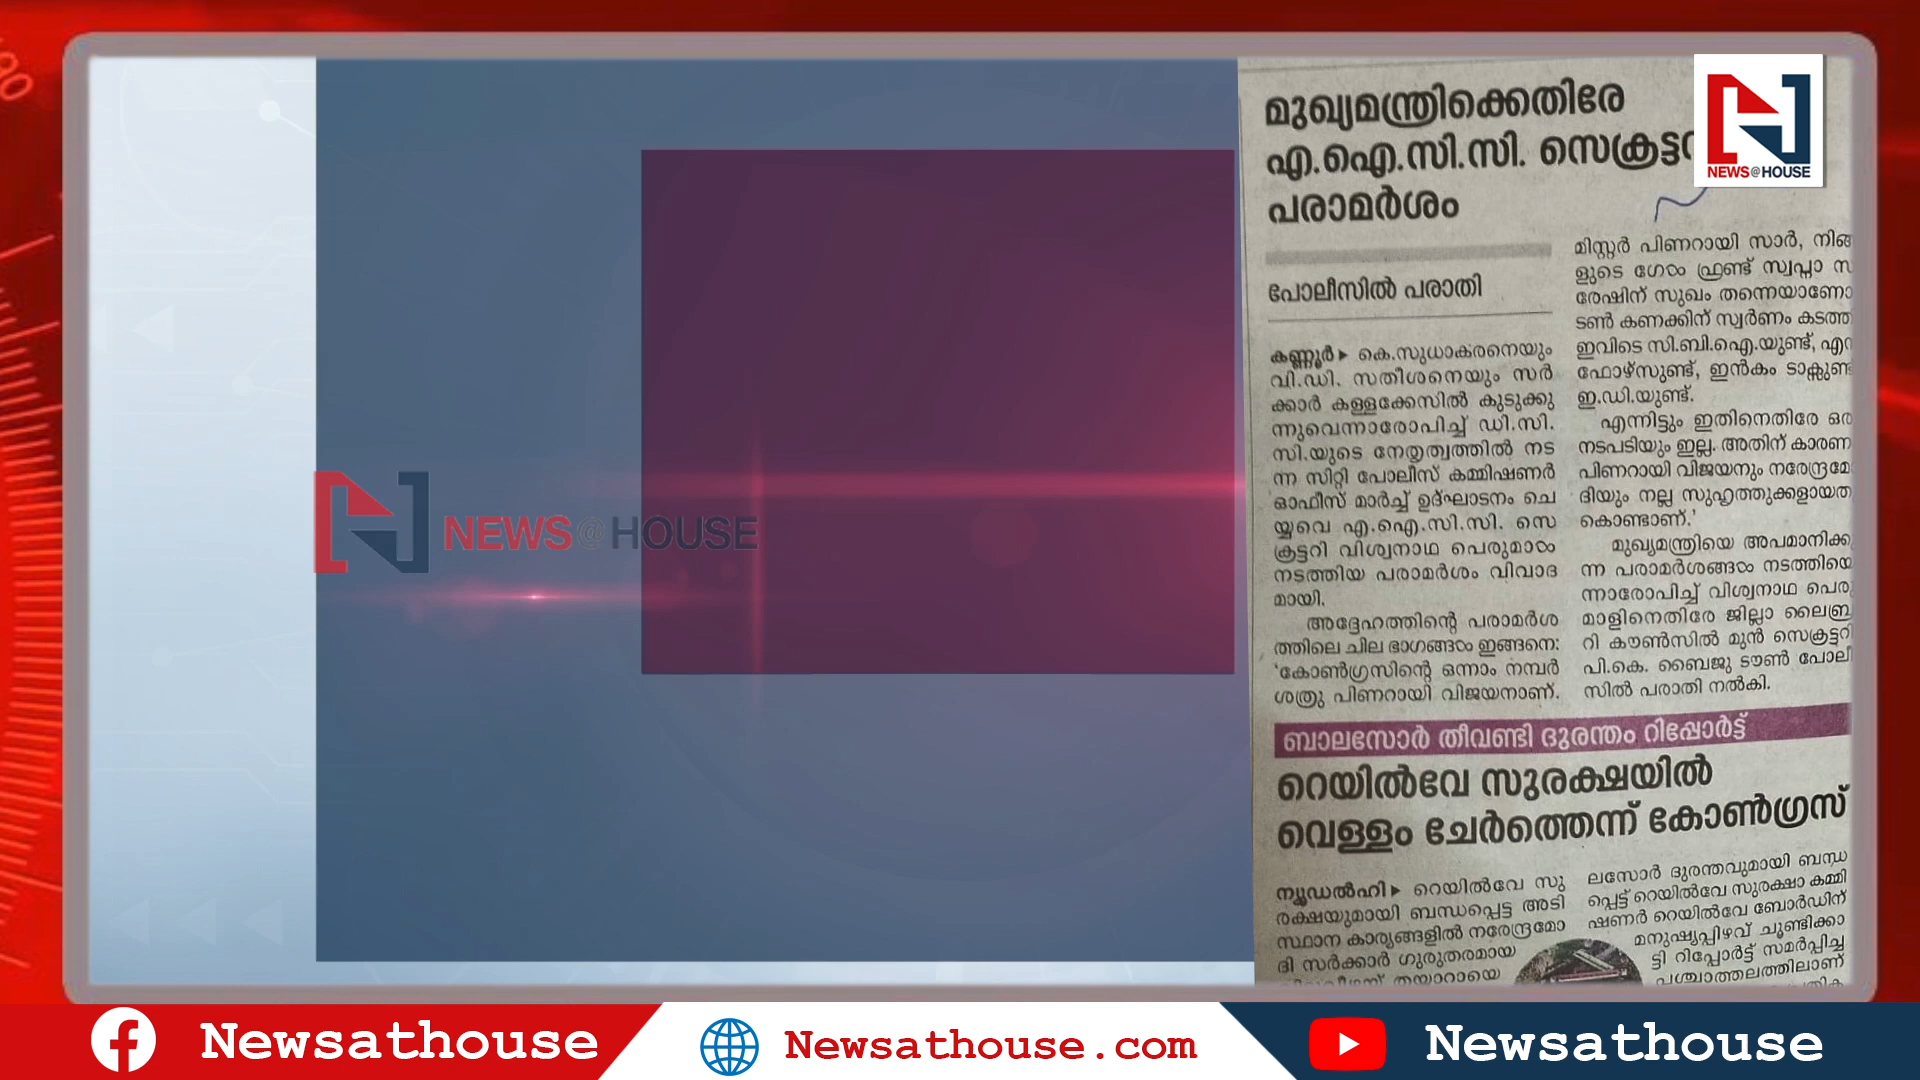 NEWS@HOUSE
NEWS@HOUSE
മുഖ്യമന്ത്രിക്കെതിരേ
എ.ഐ.സി.സി.
പരാമർശം
പോലീസിൽ പരാതി
കണ്ണൂർ▸ കെ.സുധാകരനെയും
വി.ഡി. സതീശനെയും സർ
ക്കാർ കള്ളക്കേസിൽ കുടുക്കു
ന്നുവെന്നാരോപിച്ച് ഡി.സി.
സി.യുടെ നേതൃത്വത്തിൽ നട
ന്ന സിറ്റി പോലീസ് കമ്മിഷണർ
ഓഫീസ് മാർച്ച് ഉദ്ഘാടനം ചെ
യ്യവെ എ.ഐ.സി.സി. സെ
ക്രട്ടറി വിശ്വനാഥ പെരുമാൾ
നടത്തിയ പരാമർശം വിവാദ
മായി.
അദ്ദേഹത്തിന്റെ പരാമർശ
ത്തിലെ ചില ഭാഗങ്ങൾ ഇങ്ങനെ:
'കോൺഗ്രസിന്റെ ഒന്നാം നമ്പർ
ശത്രു പിണറായി വിജയനാണ്.
മിസ്റ്റർ പിണറായി സാർ, നിങ്ങ
ളുടെ ഗേൾ ഫ്രണ്ട് സ്വപ്നാ സു
രേഷിന് സുഖം തന്നെയാണോ
ടൺ കണക്കിന് സ്വർണം കടത്ത
ഇവിടെ സി.ബി.ഐ.യുണ്ട്, എൻ
ഫോഴ്സുണ്ട്, ഇൻകം ടാക്സുണ്ട്
ഇ.ഡി.യുണ്ട്.
എന്നിട്ടും ഇതിനെതിരേ ഒരു
നടപടിയും ഇല്ല. അതിന് കാരണ
പിണറായി വിജയനും നരേന്ദ്രമോ
ദിയും നല്ല സുഹൃത്തുക്കളായത
കൊണ്ടാണ്.'
മുഖ്യമന്ത്രിയെ അപമാനിക്കു
ന്ന പരാമർശങ്ങൾ നടത്തിയെ
ന്നാരോപിച്ച് വിശ്വനാഥ പെരു
മാളിനെതിരേ ജില്ലാ ലൈബ്ര
റി കൗൺസിൽ മുൻ സെക്രട്ടറി
പി.കെ. ബൈജു ടൗൺ പോലീ
സിൽ പരാതി നൽകി.
ബാലസോർ തീവണ്ടി ദുരന്തം റിപ്പോർട്ട്
റെയിൽവേ സുരക്ഷയിൽ
വെള്ളം ചേർത്തെന്ന് കോൺഗ്രസ്
ന്യൂഡൽഹി▸ റെയിൽവേ സു
രക്ഷയുമായി ബന്ധപ്പെട്ട അടി
സ്ഥാന കാര്യങ്ങളിൽ നരേന്ദ്രമോ
ദി സർക്കാർ ഗുരുതരമായ
തയ്യാറായെ
ലസോർ ദുരന്തവുമായി ബന്ധ
പ്പെട്ട് റെയിൽവേ സുരക്ഷാ കമ്മി
ഷണർ റെയിൽവേ ബോർഡിന്
മനുഷ്യപ്പിഴവ് ചൂണ്ടിക്കാ
ട്ടി റിപ്പോർട്ട് സമർപ്പിച്ച
പശ്ചാത്തലത്തിലാണ്
Newsathouse
Newsathouse.com
Newsathouse